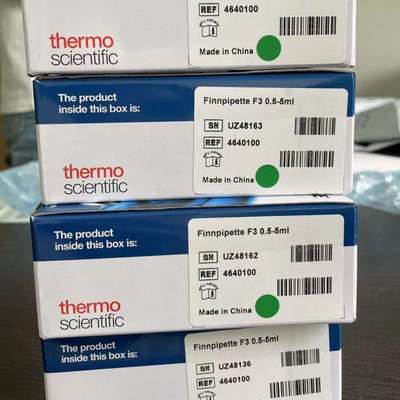 thermo
scientific
REF 4640100
Made in China
The product
inside this box is:
thermo
scientific
Finnpipette F3 0.5-5ml
SN UZ48163
REF 4640100
Made in China
The product
inside this box is:
thermo
scientific
Finnpipette F3 0.5-5ml
SN UZ48162
REF 4640100
Made in China
The product
inside this box is:
Finnpipette F3 0.5-5ml
SN UZ48136
REF 4640100